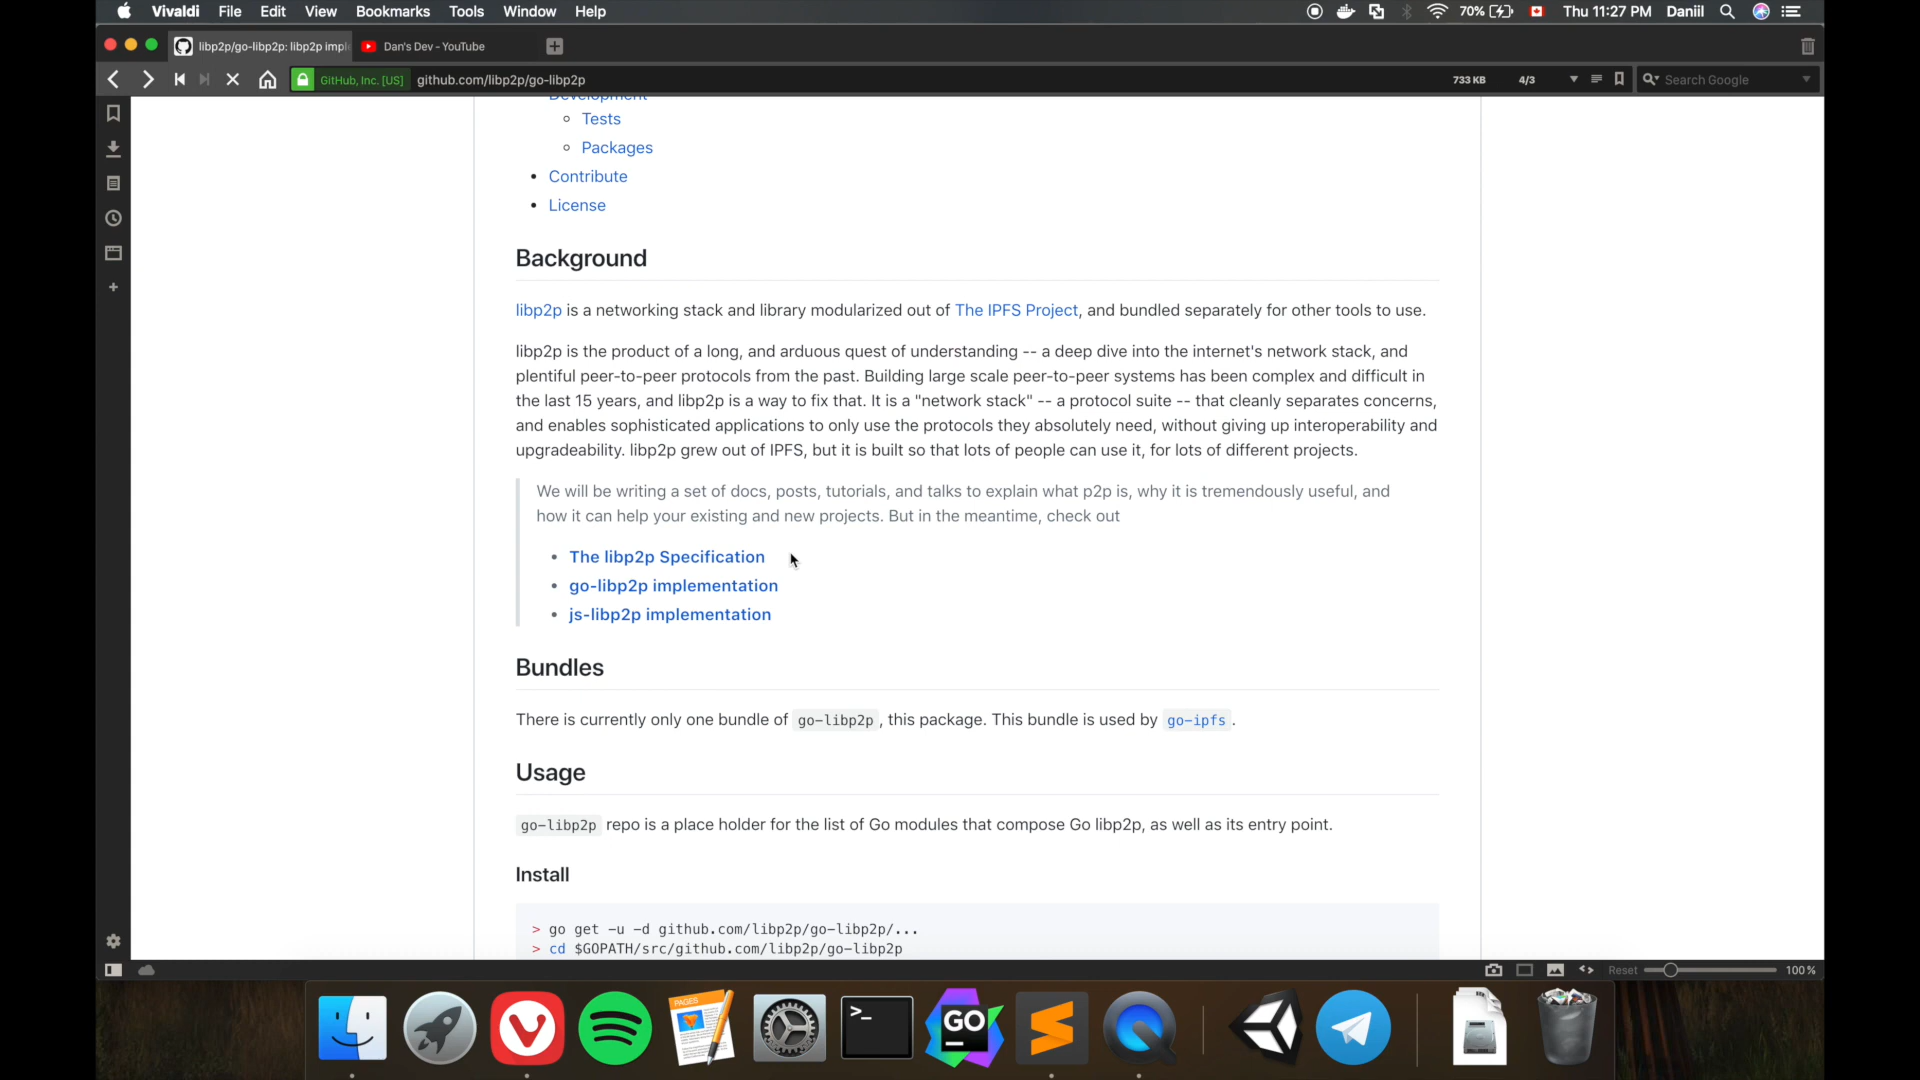 Vivaldi File Edit View Bookmarks Tools Window Help 70% Thu 11:27 PM Daniil
libp2p/go-libp2p: libp2p impl Dan's Dev - YouTube
GitHub, Inc. [US] github.com/libp2p/go-libp2p 733 KB 4/3 Search Google
Development
Tests
Packages
Contribute
License
Background
libp2p is a networking stack and library modularized out of The IPFS Project, and bundled separately for other tools to use.
libp2p is the product of a long, and arduous quest of understanding -- a deep dive into the internet's network stack, and
plentiful peer-to-peer protocols from the past. Building large scale peer-to-peer systems has been complex and difficult in
the last 15 years, and libp2p is a way to fix that. It is a "network stack" -- a protocol suite -- that cleanly separates concerns,
and enables sophisticated applications to only use the protocols they absolutely need, without giving up interoperability and
upgradeability. libp2p grew out of IPFS, but it is built so that lots of people can use it, for lots of different projects.
We will be writing a set of docs, posts, tutorials, and talks to explain what p2p is, why it is tremendously useful, and
how it can help your existing and new projects. But in the meantime, check out
The libp2p Specification
go-libp2p implementation
js-libp2p implementation
Bundles
There is currently only one bundle of go-libp2p, this package. This bundle is used by go-ipfs.
Usage
go-libp2p repo is a place holder for the list of Go modules that compose Go libp2p, as well as its entry point.
Install
> go get -u -d github.com/libp2p/go-libp2p/...
> cd $GOPATH/src/github.com/libp2p/go-libp2p
Reset 100 %
PAGES
>_
GO